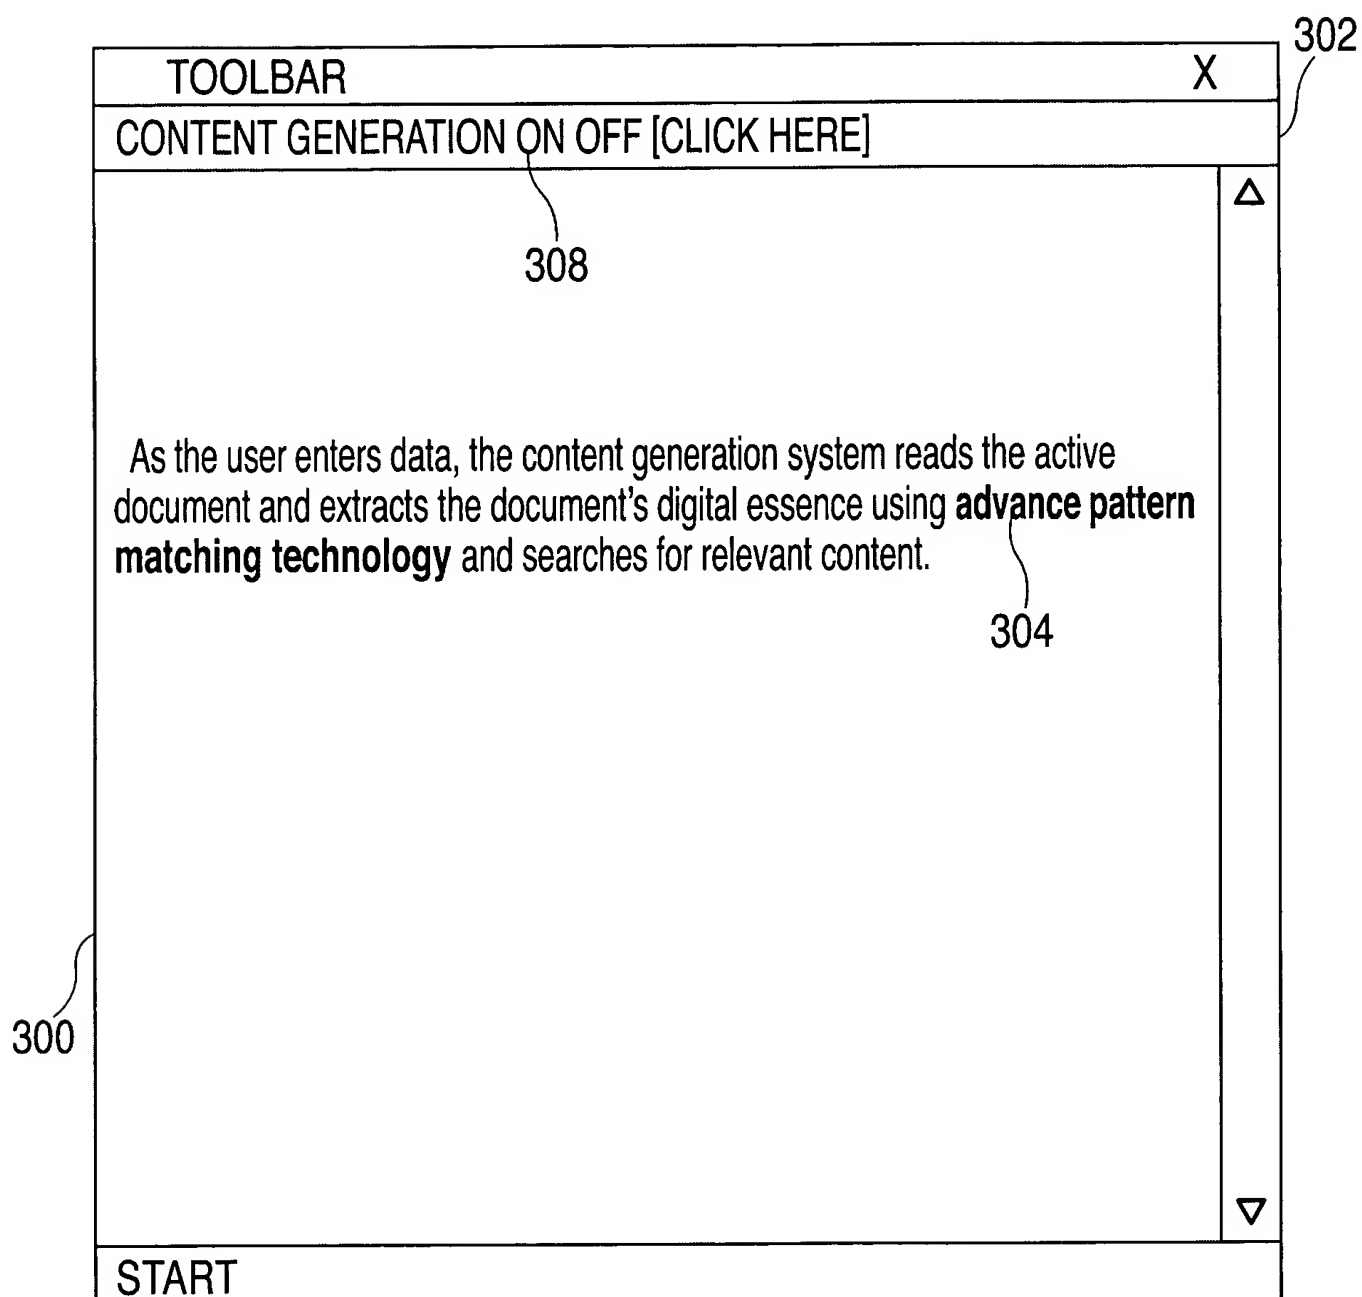 302
TOOLBAR X
CONTENT GENERATION ON OFF [CLICK HERE]
308
As the user enters data, the content generation system reads the active
document and extracts the document's digital essence using advance pattern
matching technology and searches for relevant content.
304
300
START